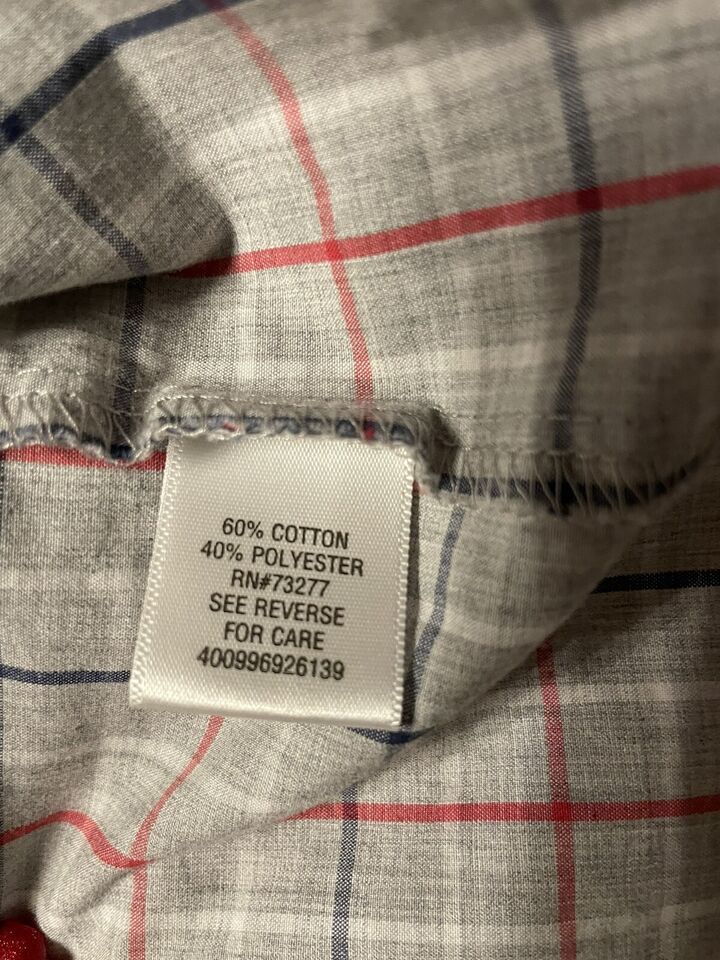 60% COTTON
40% POLYESTER
RN#73277
SEE REVERSE
FOR CARE
400996926139